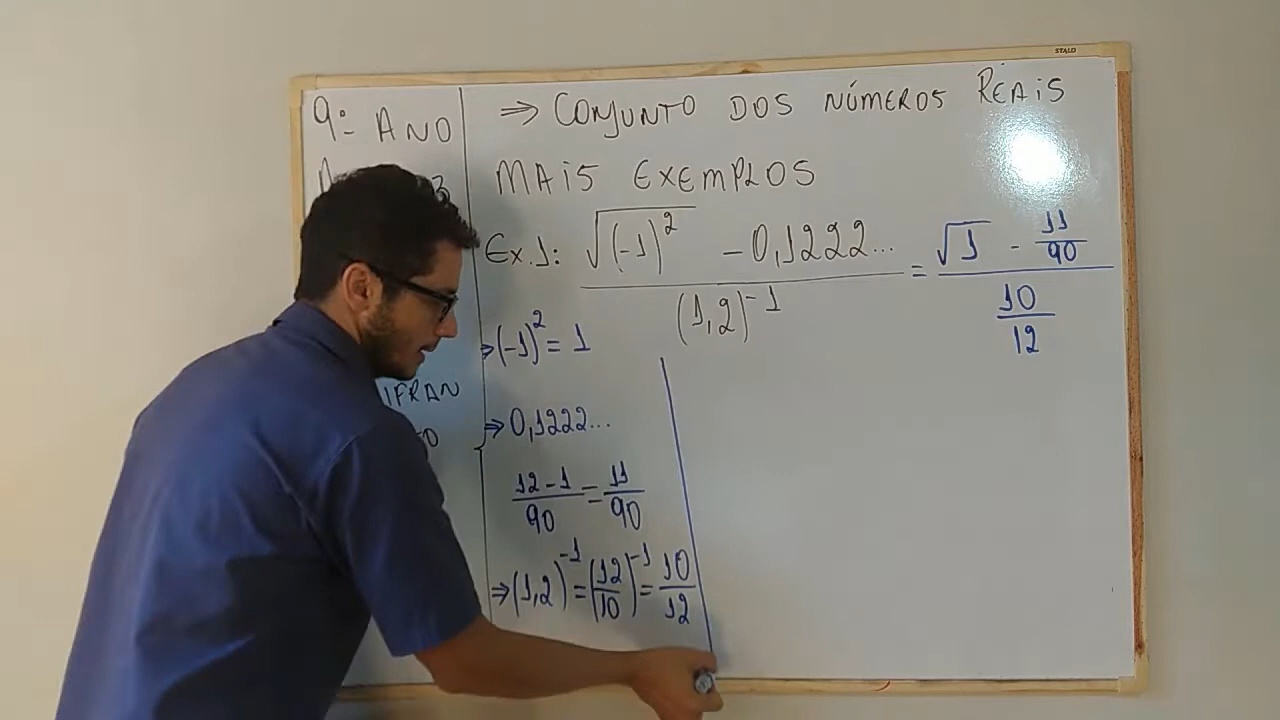 STALO
9º ANO
⇒ CONJUNTO DOS NÚMEROS REAIS
MAIS EXEMPLOS
Ex.1: (√(-1)² - 0,1222...) / (1,2)⁻¹ = (√1 - 11/90) / (10/12)
⇒ (-1)² = 1
⇒ 0,1222...
(12-1)/90 = 11/90
⇒ (1,2)⁻¹ = (12/10)⁻¹ = 10/12